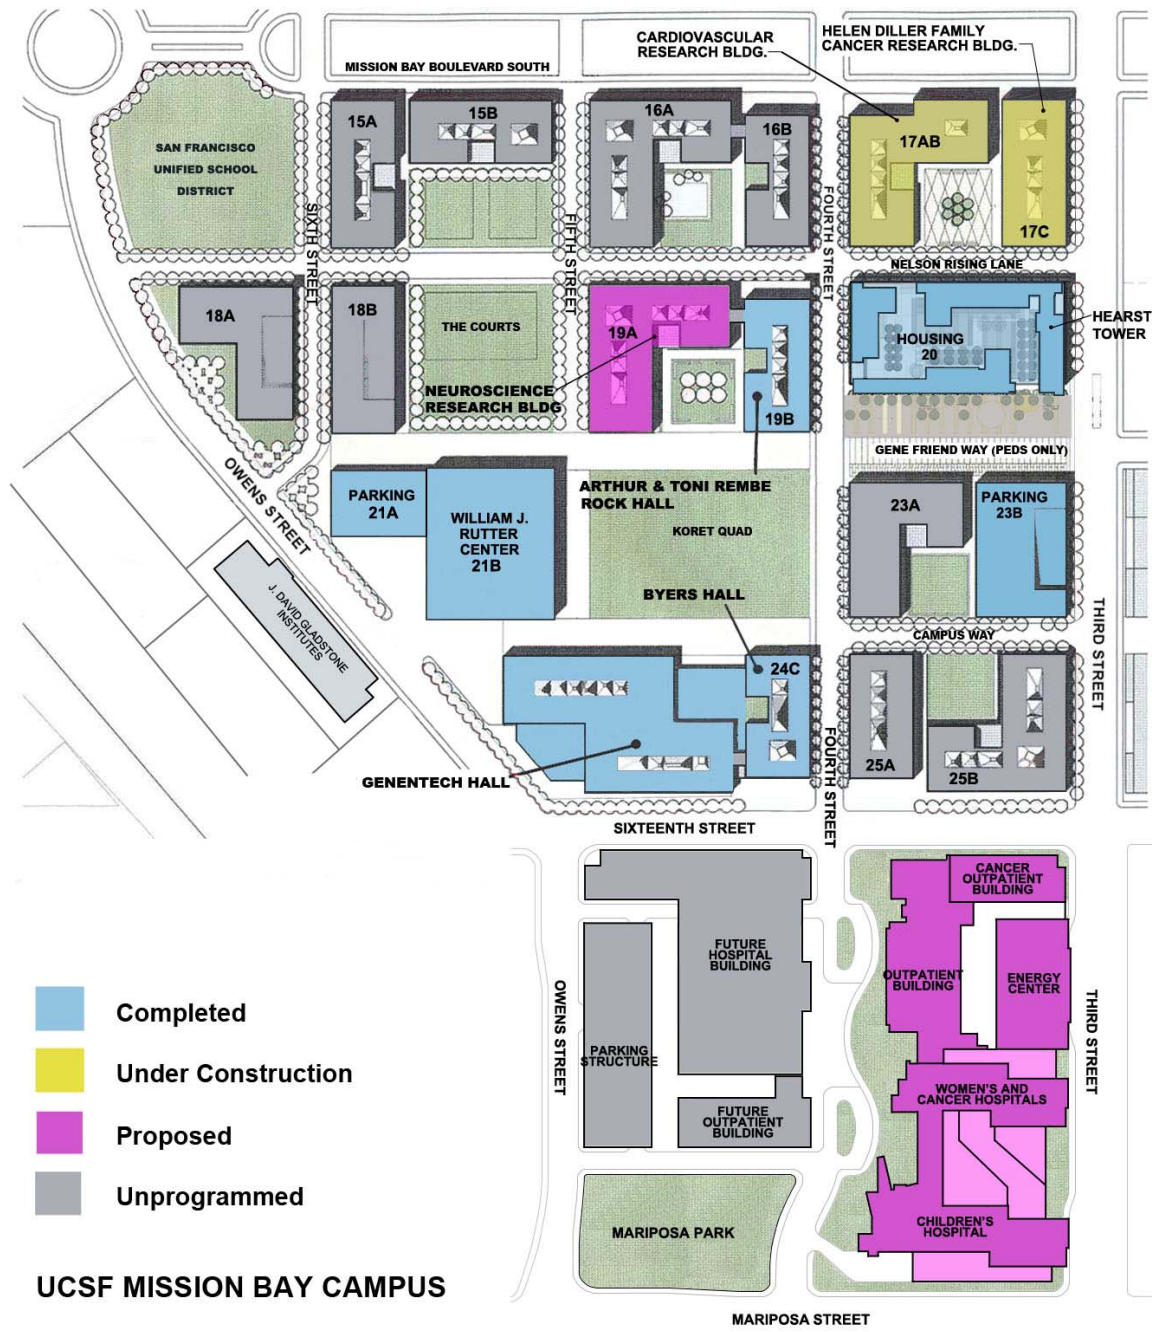 CARDIOVASCULAR
RESEARCH BLDG.
HELEN DILLER FAMILY
CANCER RESEARCH BLDG.
MISSION BAY BOULEVARD SOUTH
SAN FRANCISCO
UNIFIED SCHOOL
DISTRICT
15A
15B
16A
16B
17AB
17C
SIXTH STREET
FIFTH STREET
FOURTH STREET
NELSON RISING LANE
18A
18B
THE COURTS
19A
NEUROSCIENCE
RESEARCH BLDG
19B
HOUSING
20
HEARST
TOWER
GENE FRIEND WAY (PEDS ONLY)
OWENS STREET
PARKING
21A
WILLIAM J.
RUTTER
CENTER
21B
ARTHUR & TONI REMBE
ROCK HALL
KORET QUAD
23A
PARKING
23B
BYERS HALL
J. DAVID GLADSTONE
INSTITUTES
CAMPUS WAY
THIRD STREET
24C
25A
25B
GENENTECH HALL
FOURTH STREET
SIXTEENTH STREET
CANCER
OUTPATIENT
BUILDING
FUTURE
HOSPITAL
BUILDING
OUTPATIENT
BUILDING
ENERGY
CENTER
OWENS STREET
THIRD STREET
PARKING
STRUCTURE
WOMEN'S AND
CANCER HOSPITALS
FUTURE
OUTPATIENT
BUILDING
MARIPOSA PARK
CHILDREN'S
HOSPITAL
MARIPOSA STREET
Completed
Under Construction
Proposed
Unprogrammed
UCSF MISSION BAY CAMPUS